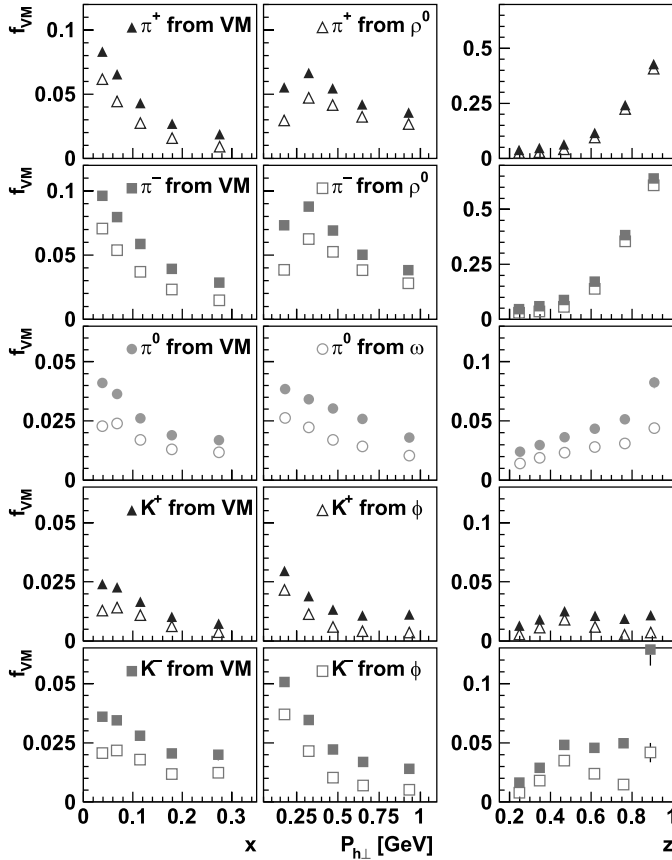 f_VM
0.1
0.05
0
▲ π⁺ from VM
△ π⁺ from ρ⁰
0.5
0.25
0
f_VM
0.1
0.05
0
■ π⁻ from VM
□ π⁻ from ρ⁰
0.5
0.25
0
f_VM
0.05
0.025
0
● π⁰ from VM
○ π⁰ from ω
0.1
0.05
0
f_VM
0.05
0.025
0
▲ K⁺ from VM
△ K⁺ from ϕ
0.1
0.05
0
f_VM
0.05
0.025
0
■ K⁻ from VM
□ K⁻ from ϕ
0.1
0.05
0
0 0.1 0.2 0.3
0.25 0.5 0.75 1
0.2 0.4 0.6 0.8 1
x
P_h⊥ [GeV]
z